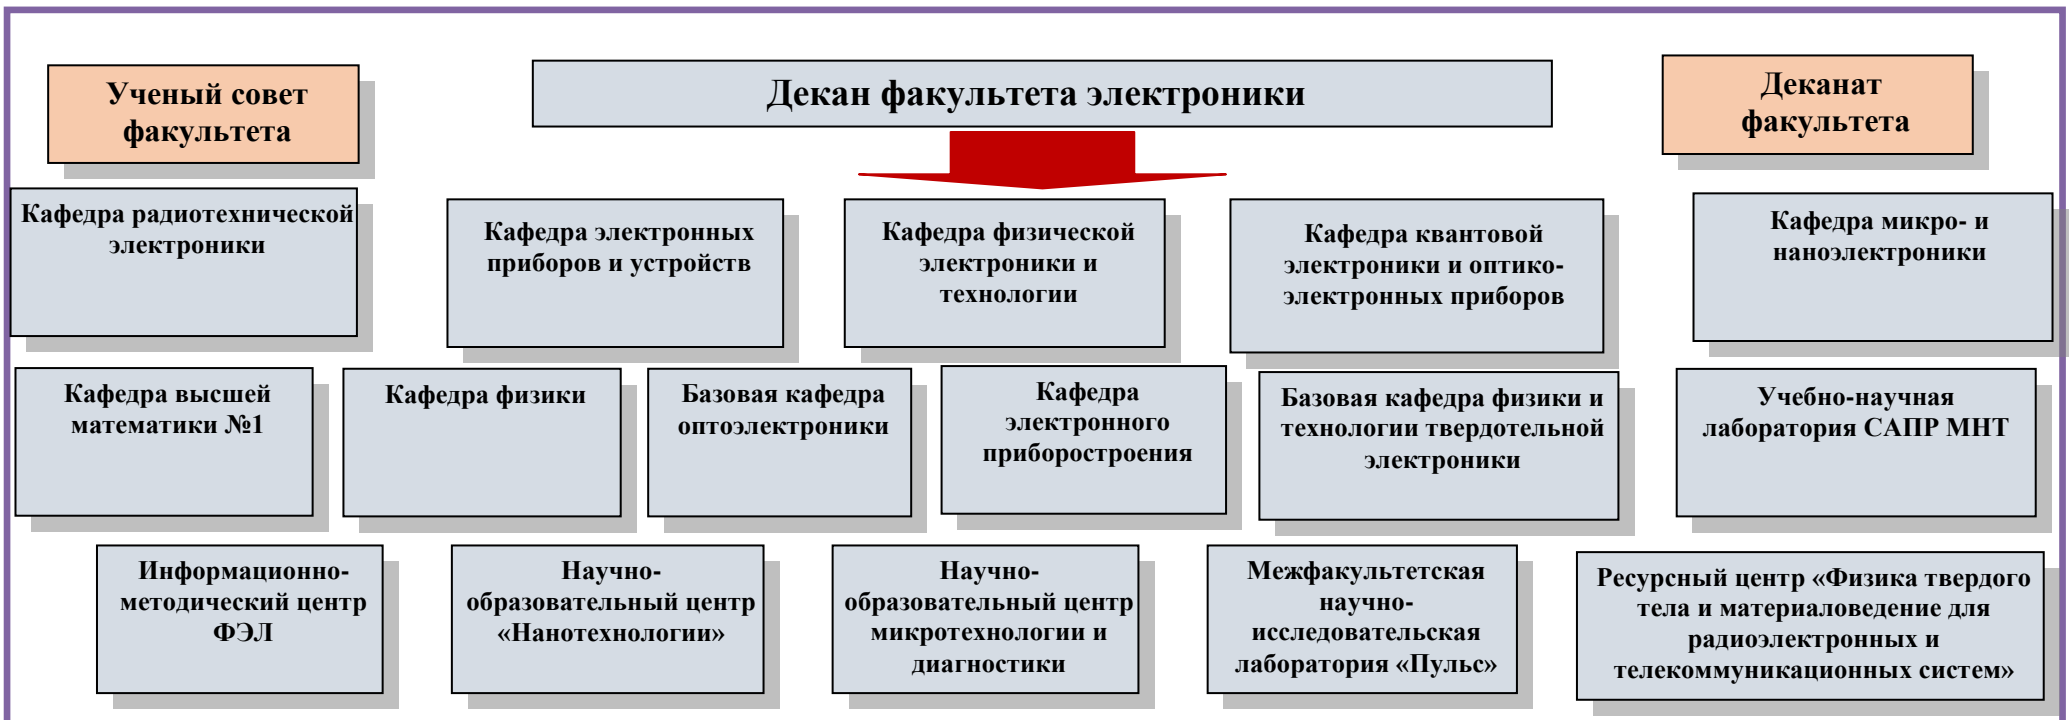 Ученый совет
факультета
Декан факультета электроники
Деканат
факультета
Кафедра радиотехнической
электроники
Кафедра электронных
приборов и устройств
Кафедра физической
электроники и
технологии
Кафедра квантовой
электроники и оптико-
электронных приборов
Кафедра микро- и
наноэлектроники
Кафедра высшей
математики №1
Кафедра физики
Базовая кафедра
оптоэлектроники
Кафедра
электронного
приборостроения
Базовая кафедра физики и
технологии твердотельной
электроники
Учебно-научная
лаборатория САПР МНТ
Информационно-
методический центр
ФЭЛ
Научно-
образовательный центр
«Нанотехнологии»
Научно-
образовательный центр
микротехнологии и
диагностики
Межфакультетская
научно-
исследовательская
лаборатория «Пульс»
Ресурсный центр «Физика твердого
тела и материаловедение для
радиоэлектронных и
телекоммуникационных систем»